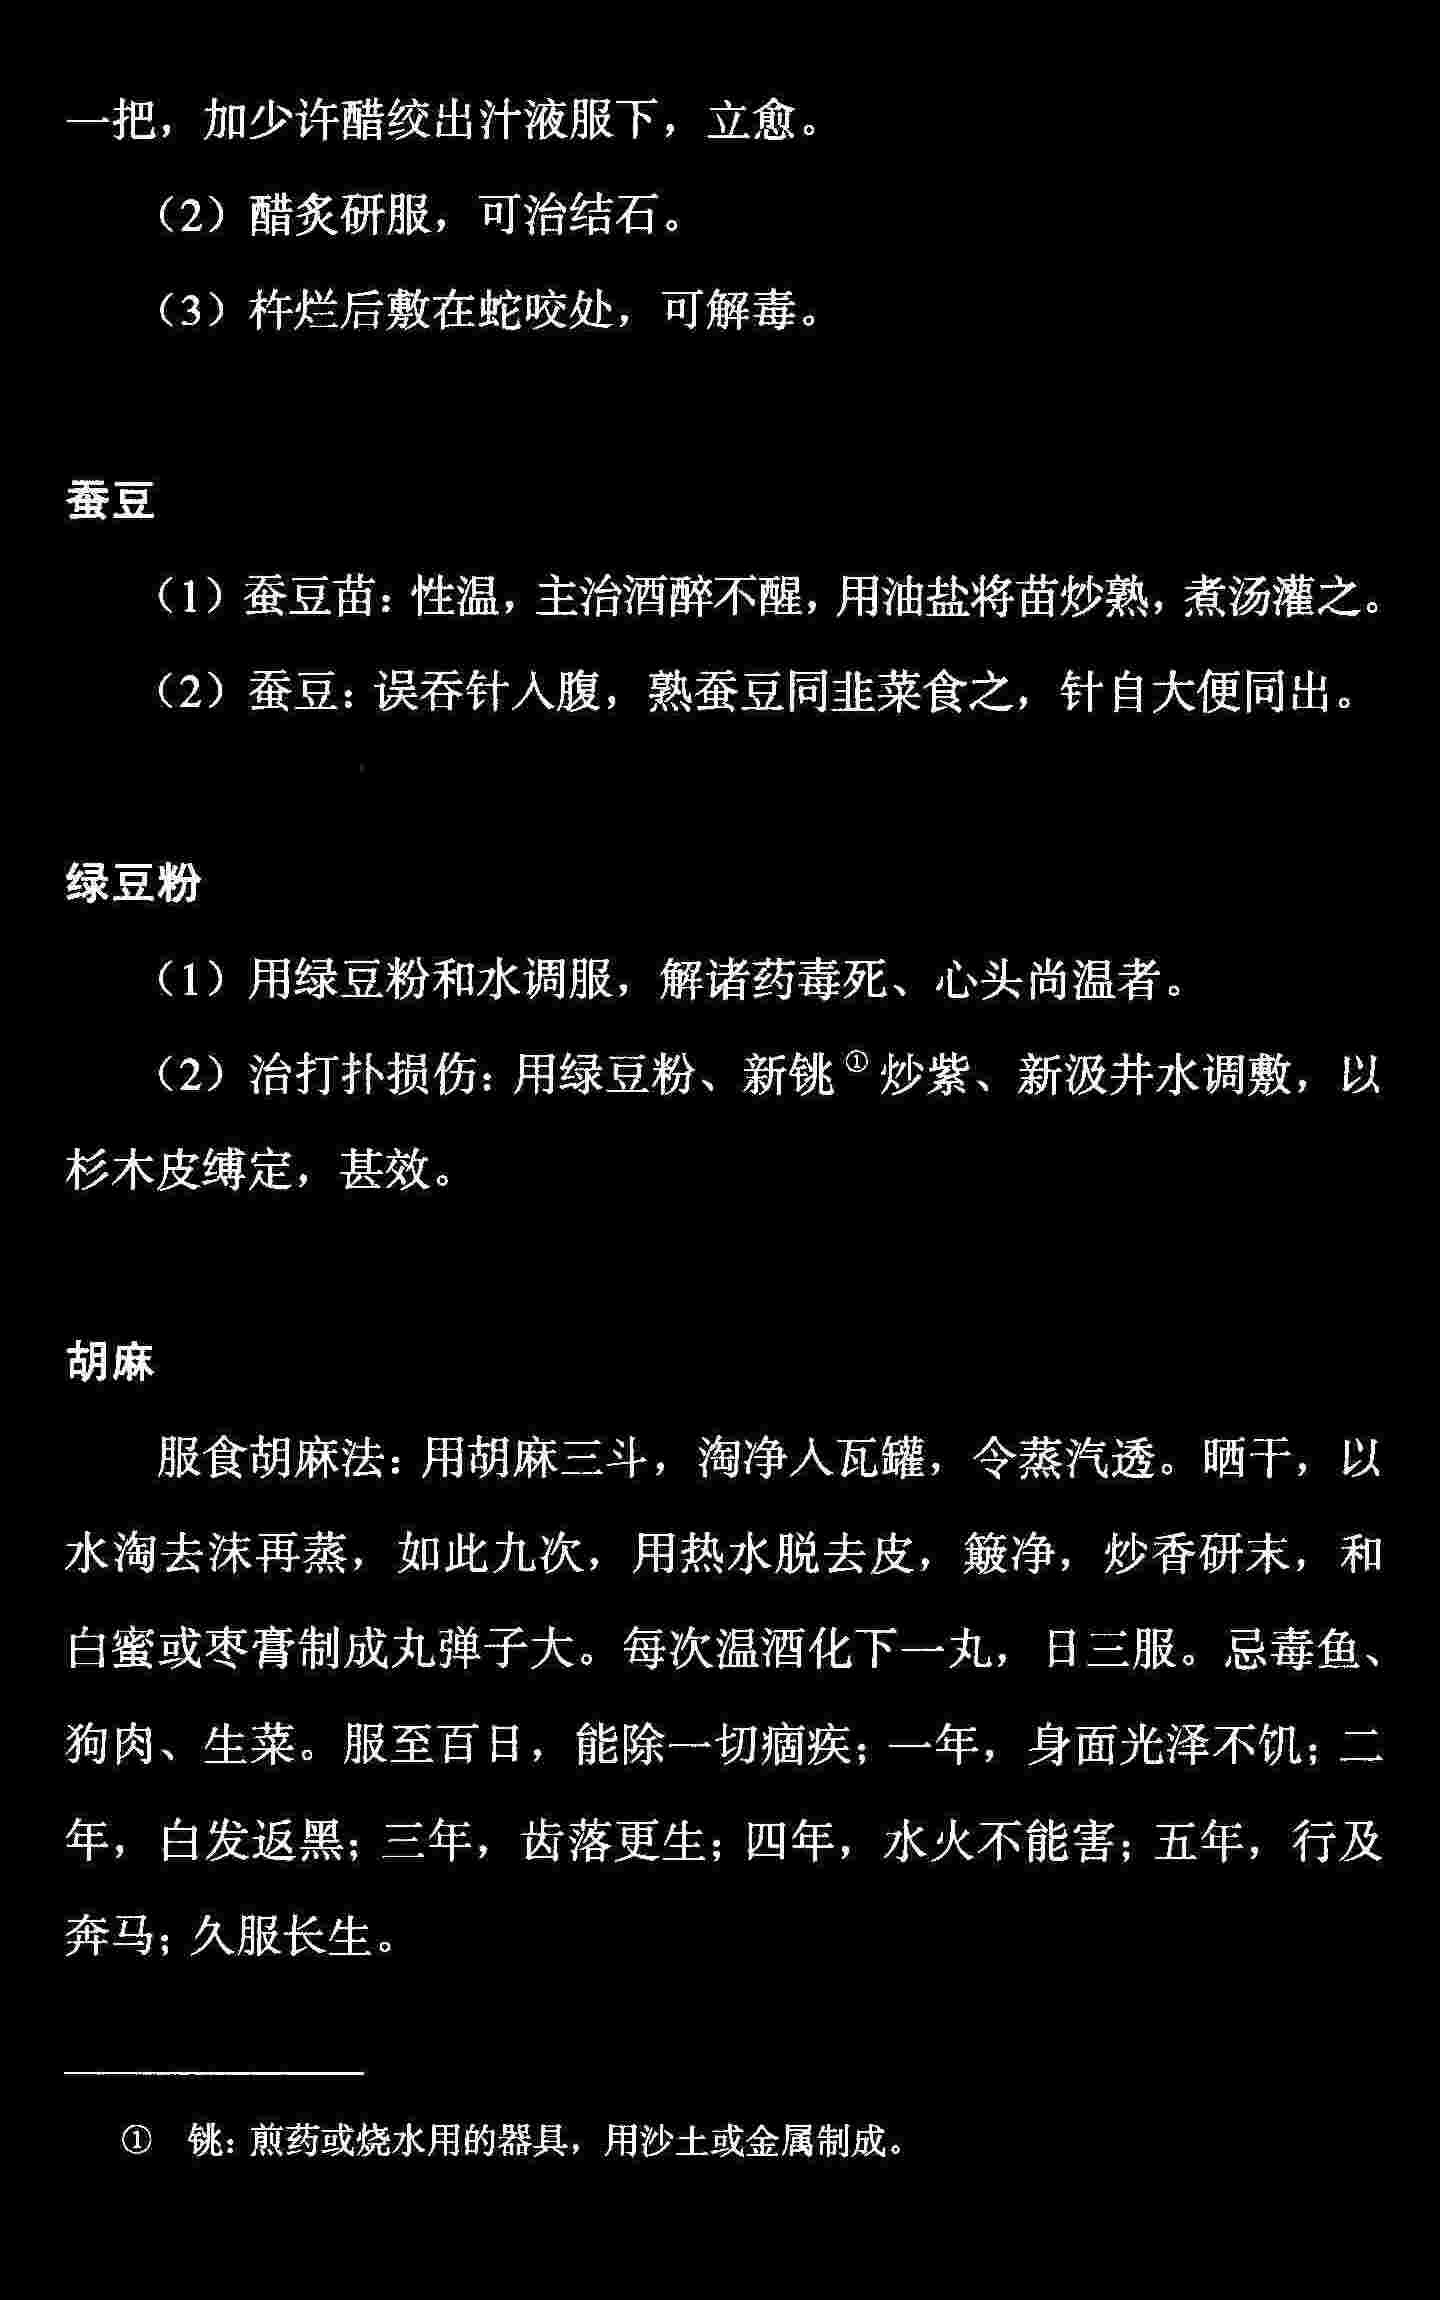 一把，加少许醋绞出汁液服下，立愈。
（2）醋炙研服，可治结石。
（3）杵烂后敷在蛇咬处，可解毒。
蚕豆
（1）蚕豆苗：性温，主治酒醉不醒，用油盐将苗炒熟，煮汤灌之。
（2）蚕豆：误吞针入腹，熟蚕豆同韭菜食之，针自大便同出。
绿豆粉
（1）用绿豆粉和水调服，解诸药毒死、心头尚温者。
（2）治打扑损伤：用绿豆粉、新铫①炒紫、新汲井水调敷，以
杉木皮缚定，甚效。
胡麻
服食胡麻法：用胡麻三斗，淘净入瓦罐，令蒸汽透。晒干，以
水淘去沫再蒸，如此九次，用热水脱去皮，簸净，炒香研末，和
白蜜或枣膏制成丸弹子大。每次温酒化下一丸，日三服。忌毒鱼、
狗肉、生菜。服至百日，能除一切痼疾；一年，身面光泽不饥；二
年，白发返黑；三年，齿落更生；四年，水火不能害；五年，行及
奔马；久服长生。
① 铫：煎药或烧水用的器具，用沙土或金属制成。